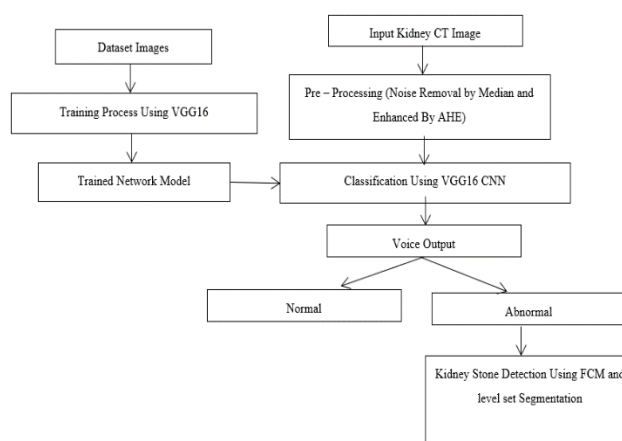 Input Kidney CT Image
Dataset Images
Pre – Processing (Noise Removal by Median and
Enhanced By AHE)
Training Process Using VGG16
Trained Network Model
Classification Using VGG16 CNN
Voice Output
Normal
Abnormal
Kidney Stone Detection Using FCM and
level set Segmentation